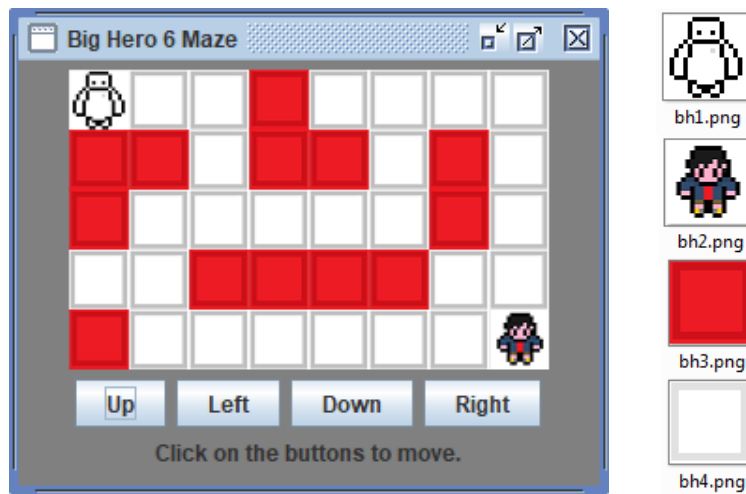 Big Hero 6 Maze
Up Left Down Right
Click on the buttons to move.
bh1.png
bh2.png
bh3.png
bh4.png